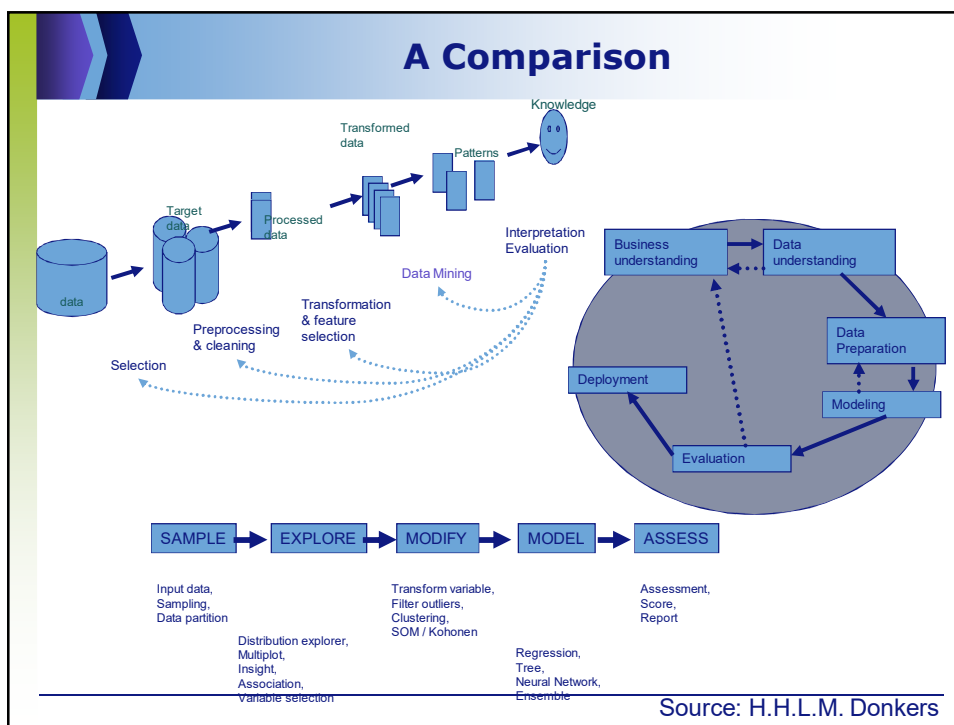 A Comparison
Knowledge
Transformed
data
Patterns
Target
data
Processed
data
data
Interpretation
Evaluation
Data Mining
Transformation
& feature
selection
Preprocessing
& cleaning
Selection
Business
understanding
Data
understanding
Data
Preparation
Modeling
Evaluation
Deployment
SAMPLE
EXPLORE
MODIFY
MODEL
ASSESS
Input data,
Sampling,
Data partition
Distribution explorer,
Multiplot,
Insight,
Association,
Variable selection
Transform variable,
Filter outliers,
Clustering,
SOM / Kohonen
Regression,
Tree,
Neural Network,
Ensemble
Assessment,
Score,
Report
Source: H.H.L.M. Donkers